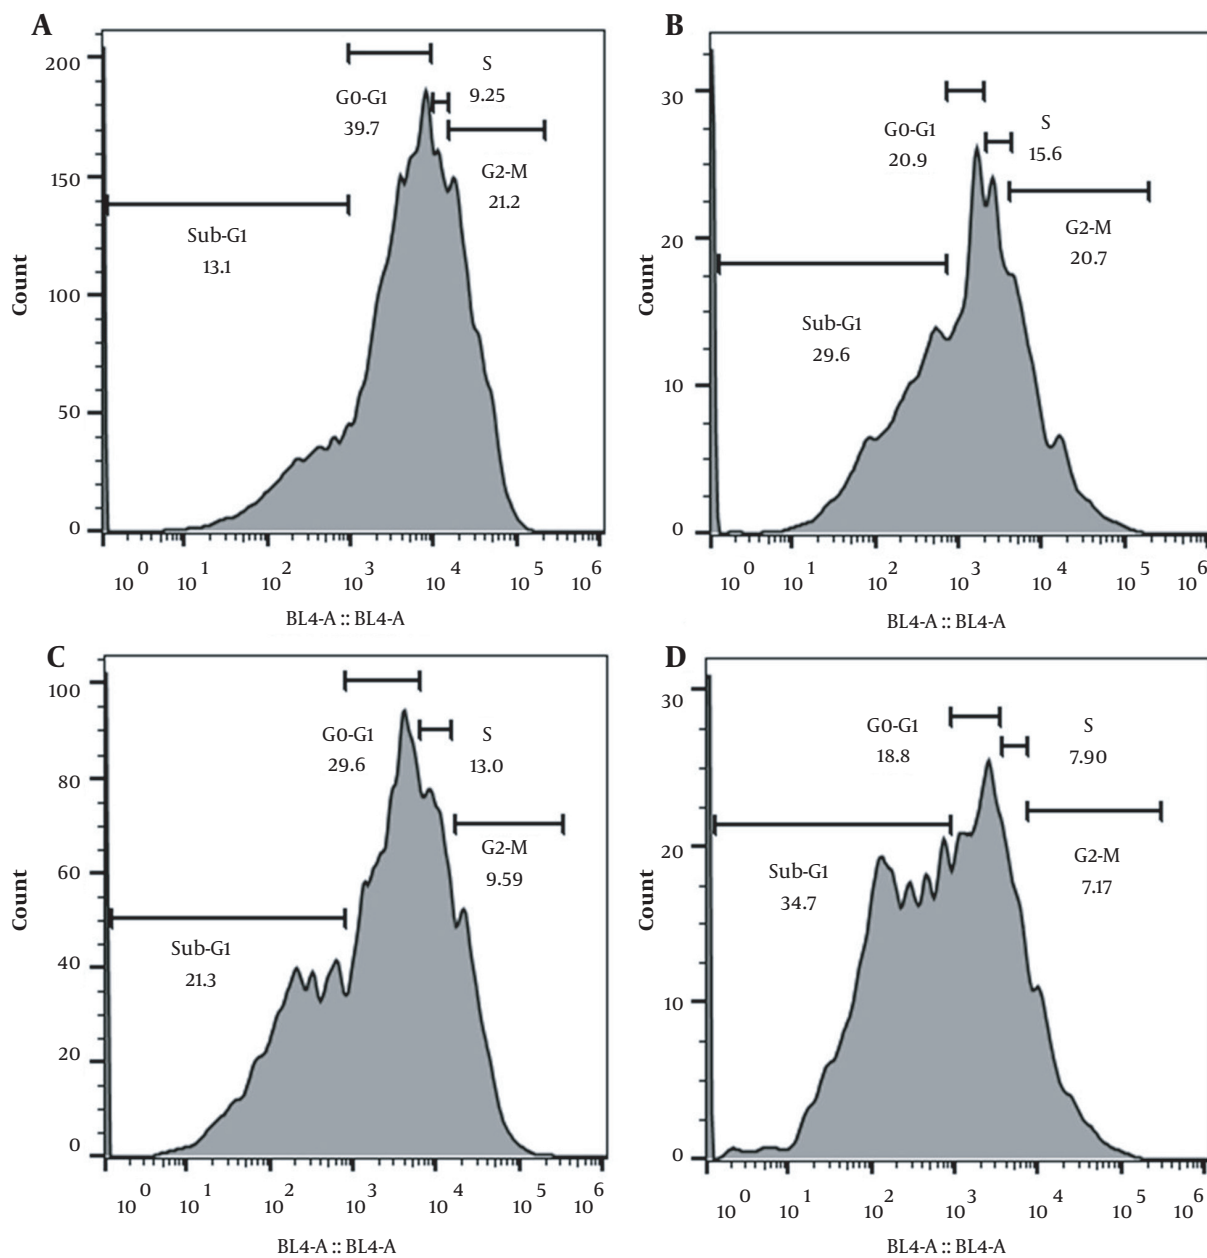 A
200
150
100
50
0
Count
G0-G1
39.7
S
9.25
G2-M
21.2
Sub-G1
13.1
10^0 10^1 10^2 10^3 10^4 10^5 10^6
BL4-A :: BL4-A
B
30
20
10
0
Count
G0-G1
20.9
S
15.6
G2-M
20.7
Sub-G1
29.6
10^0 10^1 10^2 10^3 10^4 10^5 10^6
BL4-A :: BL4-A
C
100
80
60
40
20
0
Count
G0-G1
29.6
S
13.0
G2-M
9.59
Sub-G1
21.3
10^0 10^1 10^2 10^3 10^4 10^5 10^6
BL4-A :: BL4-A
D
30
20
10
0
Count
G0-G1
18.8
S
7.90
G2-M
7.17
Sub-G1
34.7
10^0 10^1 10^2 10^3 10^4 10^5 10^6
BL4-A :: BL4-A